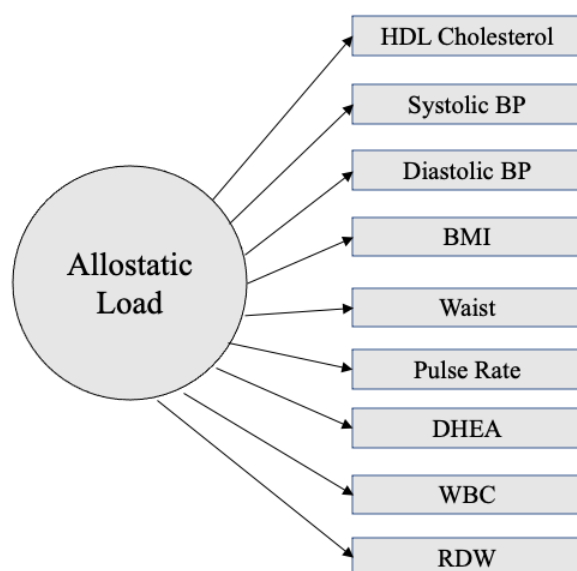 HDL Cholesterol
Systolic BP
Diastolic BP
Allostatic
Load
BMI
Waist
Pulse Rate
DHEA
WBC
RDW